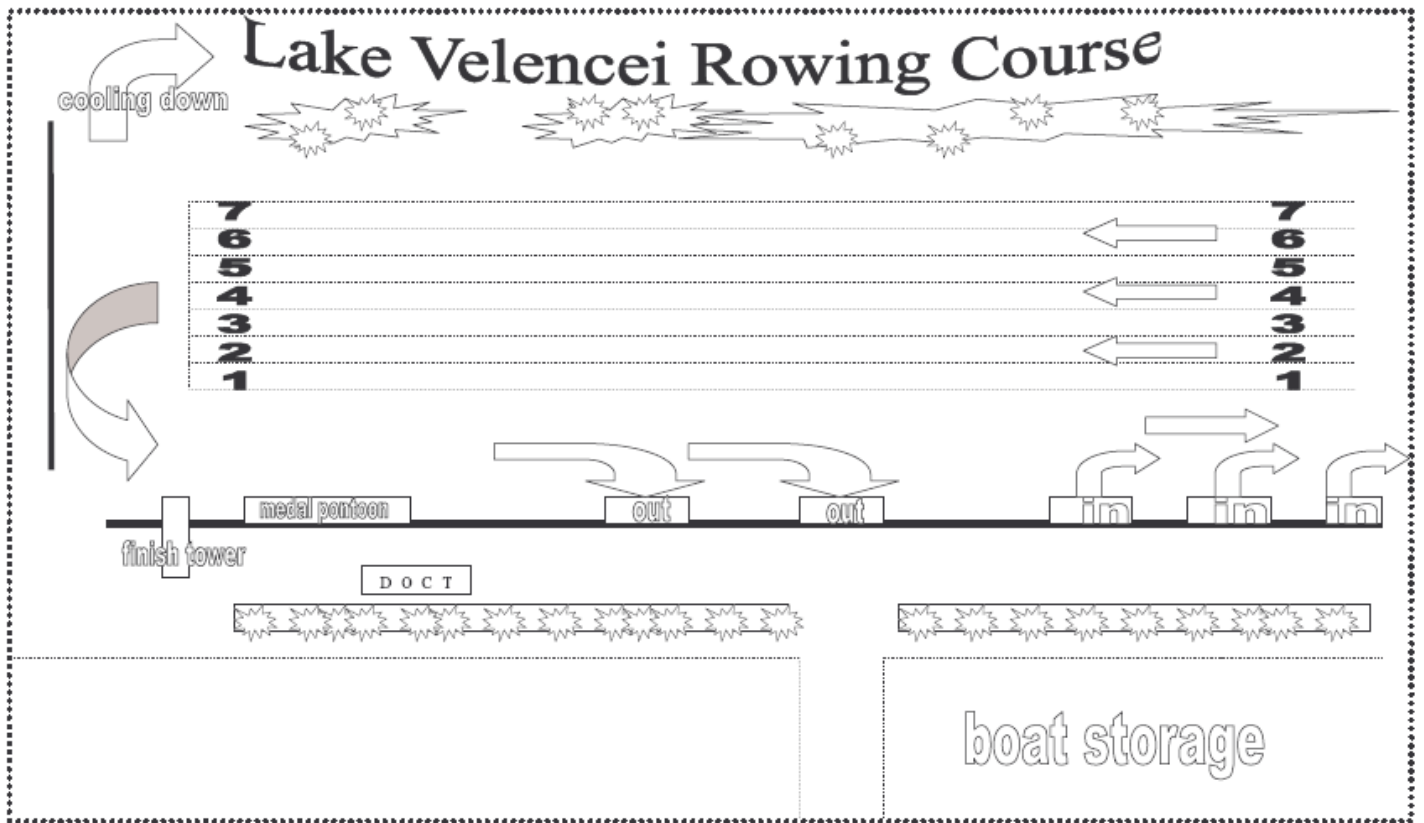 Lake Velencei Rowing Course
cooling down
7 7
6 6
5 5
4 4
3 3
2 2
1 1
medal pontoon out out in in in
finish tower
DOCT
boat storage